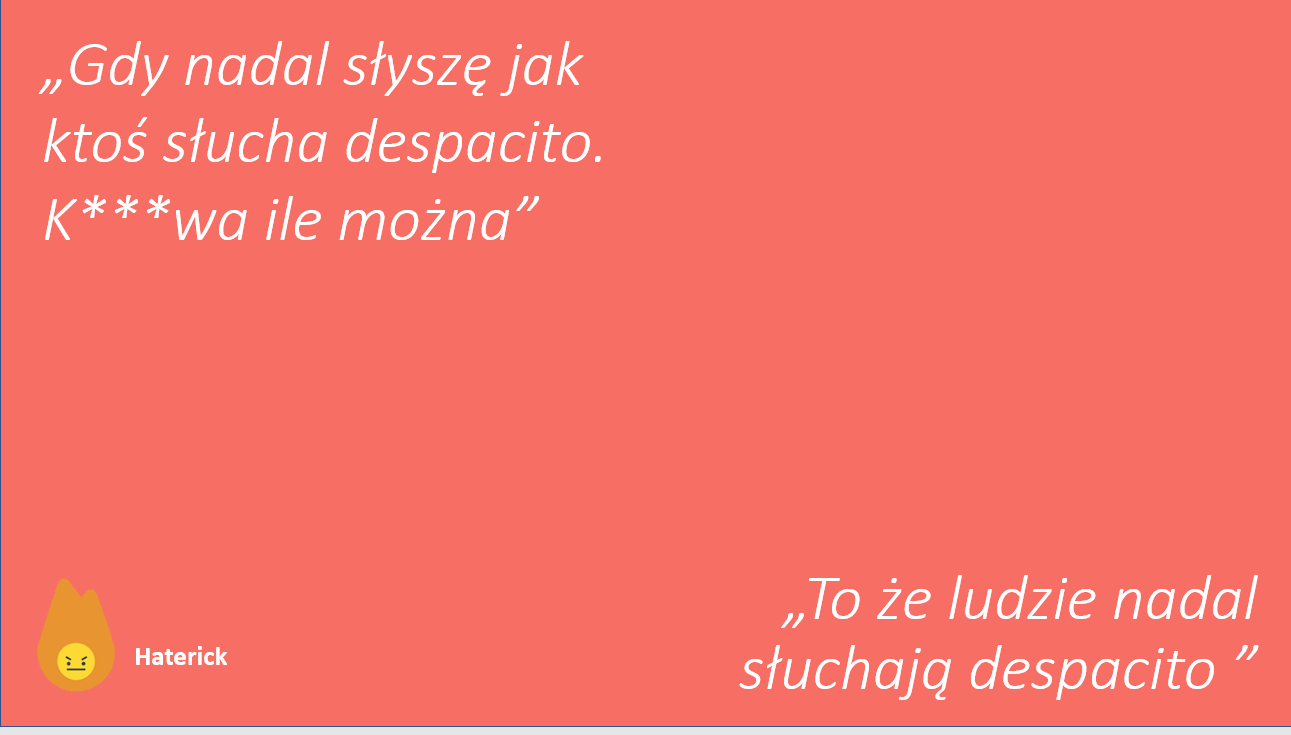 „Gdy nadal słyszę jak
ktoś słucha despacito.
K***wa ile można”
Haterick
„To że ludzie nadal
słuchają despacito ”